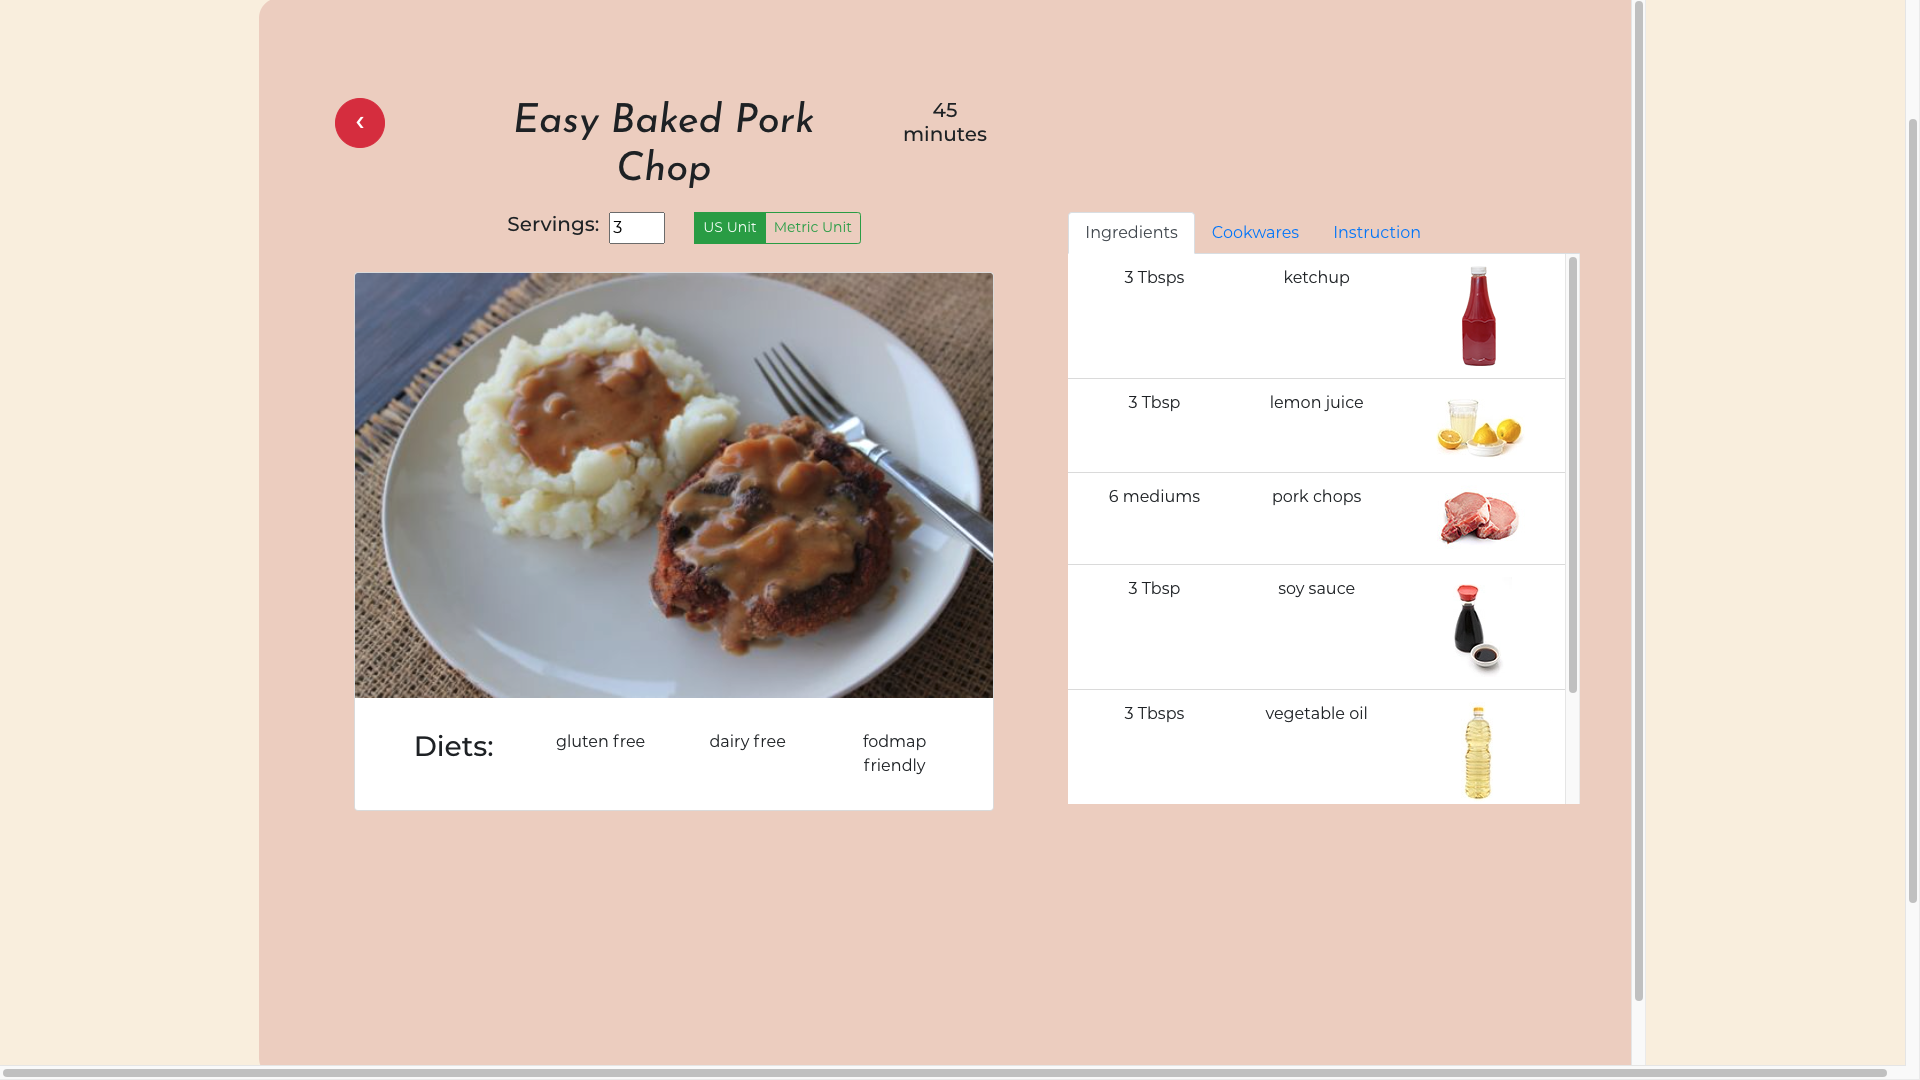 ‹
Easy Baked Pork
Chop
45
minutes
Servings: 3
US Unit Metric Unit
Ingredients Cookwares Instruction
3 Tbsps ketchup
3 Tbsp lemon juice
6 mediums pork chops
3 Tbsp soy sauce
3 Tbsps vegetable oil
Diets: gluten free dairy free fodmap
friendly